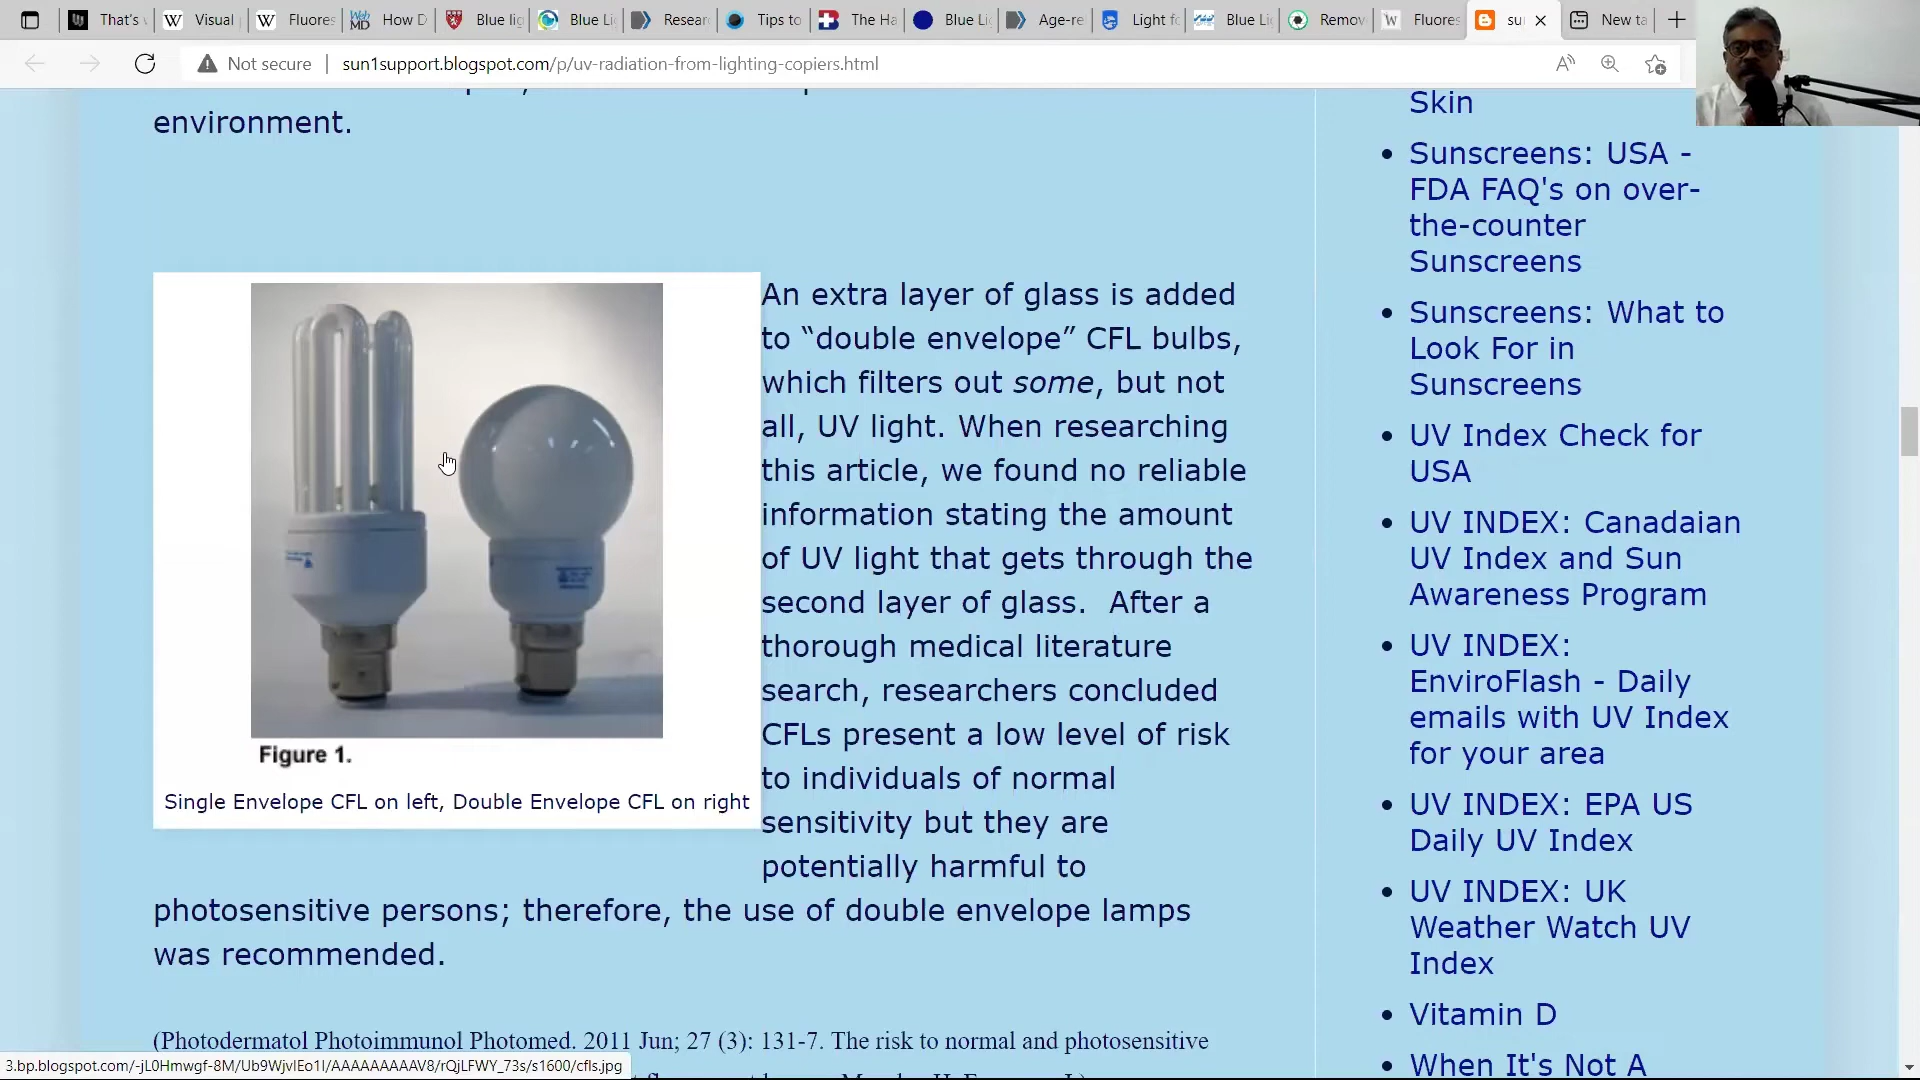 That's
Visual
Fluores
How D
Blue lig
Blue Li
Resear
Tips to
The Ha
Blue Li
Age-re
Light fo
Blue Li
Remov
Fluores
su
New ta
Not secure
sun1support.blogspot.com/p/uv-radiation-from-lighting-copiers.html
environment.
An extra layer of glass is added
to “double envelope” CFL bulbs,
which filters out some, but not
all, UV light. When researching
this article, we found no reliable
information stating the amount
of UV light that gets through the
second layer of glass.  After a
thorough medical literature
search, researchers concluded
CFLs present a low level of risk
to individuals of normal
sensitivity but they are
potentially harmful to
photosensitive persons; therefore, the use of double envelope lamps
was recommended.
Figure 1.
Single Envelope CFL on left, Double Envelope CFL on right
(Photodermatol Photoimmunol Photomed. 2011 Jun; 27 (3): 131-7. The risk to normal and photosensitive
Skin
Sunscreens: USA -
FDA FAQ's on over-
the-counter
Sunscreens
Sunscreens: What to
Look For in
Sunscreens
UV Index Check for
USA
UV INDEX: Canadaian
UV Index and Sun
Awareness Program
UV INDEX:
EnviroFlash - Daily
emails with UV Index
for your area
UV INDEX: EPA US
Daily UV Index
UV INDEX: UK
Weather Watch UV
Index
Vitamin D
When It's Not A
3.bp.blogspot.com/-jL0Hmwgf-8M/Ub9WjvIEo1I/AAAAAAAAAV8/rQjLFWY_73s/s1600/cfls.jpg